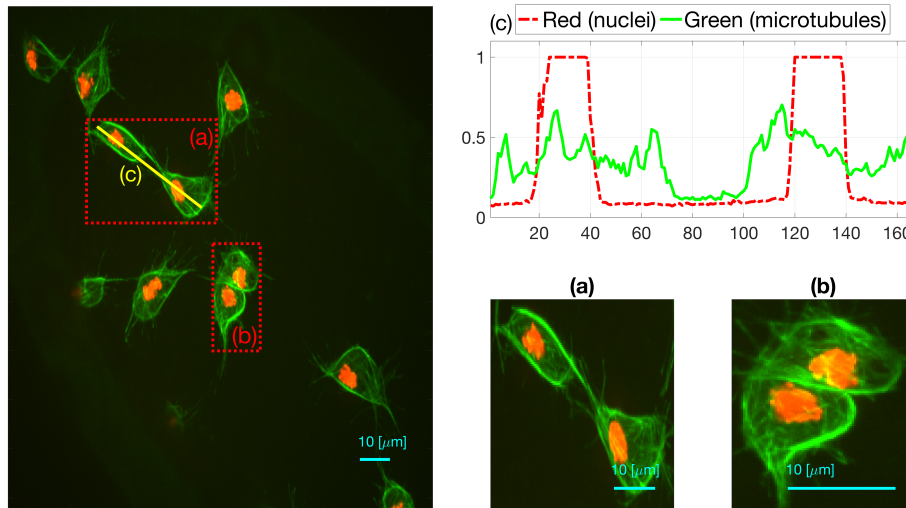 (a)
(c)
(b)
10 [μm]
(c)
Red (nuclei)
Green (microtubules)
1
0.5
0
20 40 60 80 100 120 140 160
(a)
(b)
10 [μm]
10 [μm]